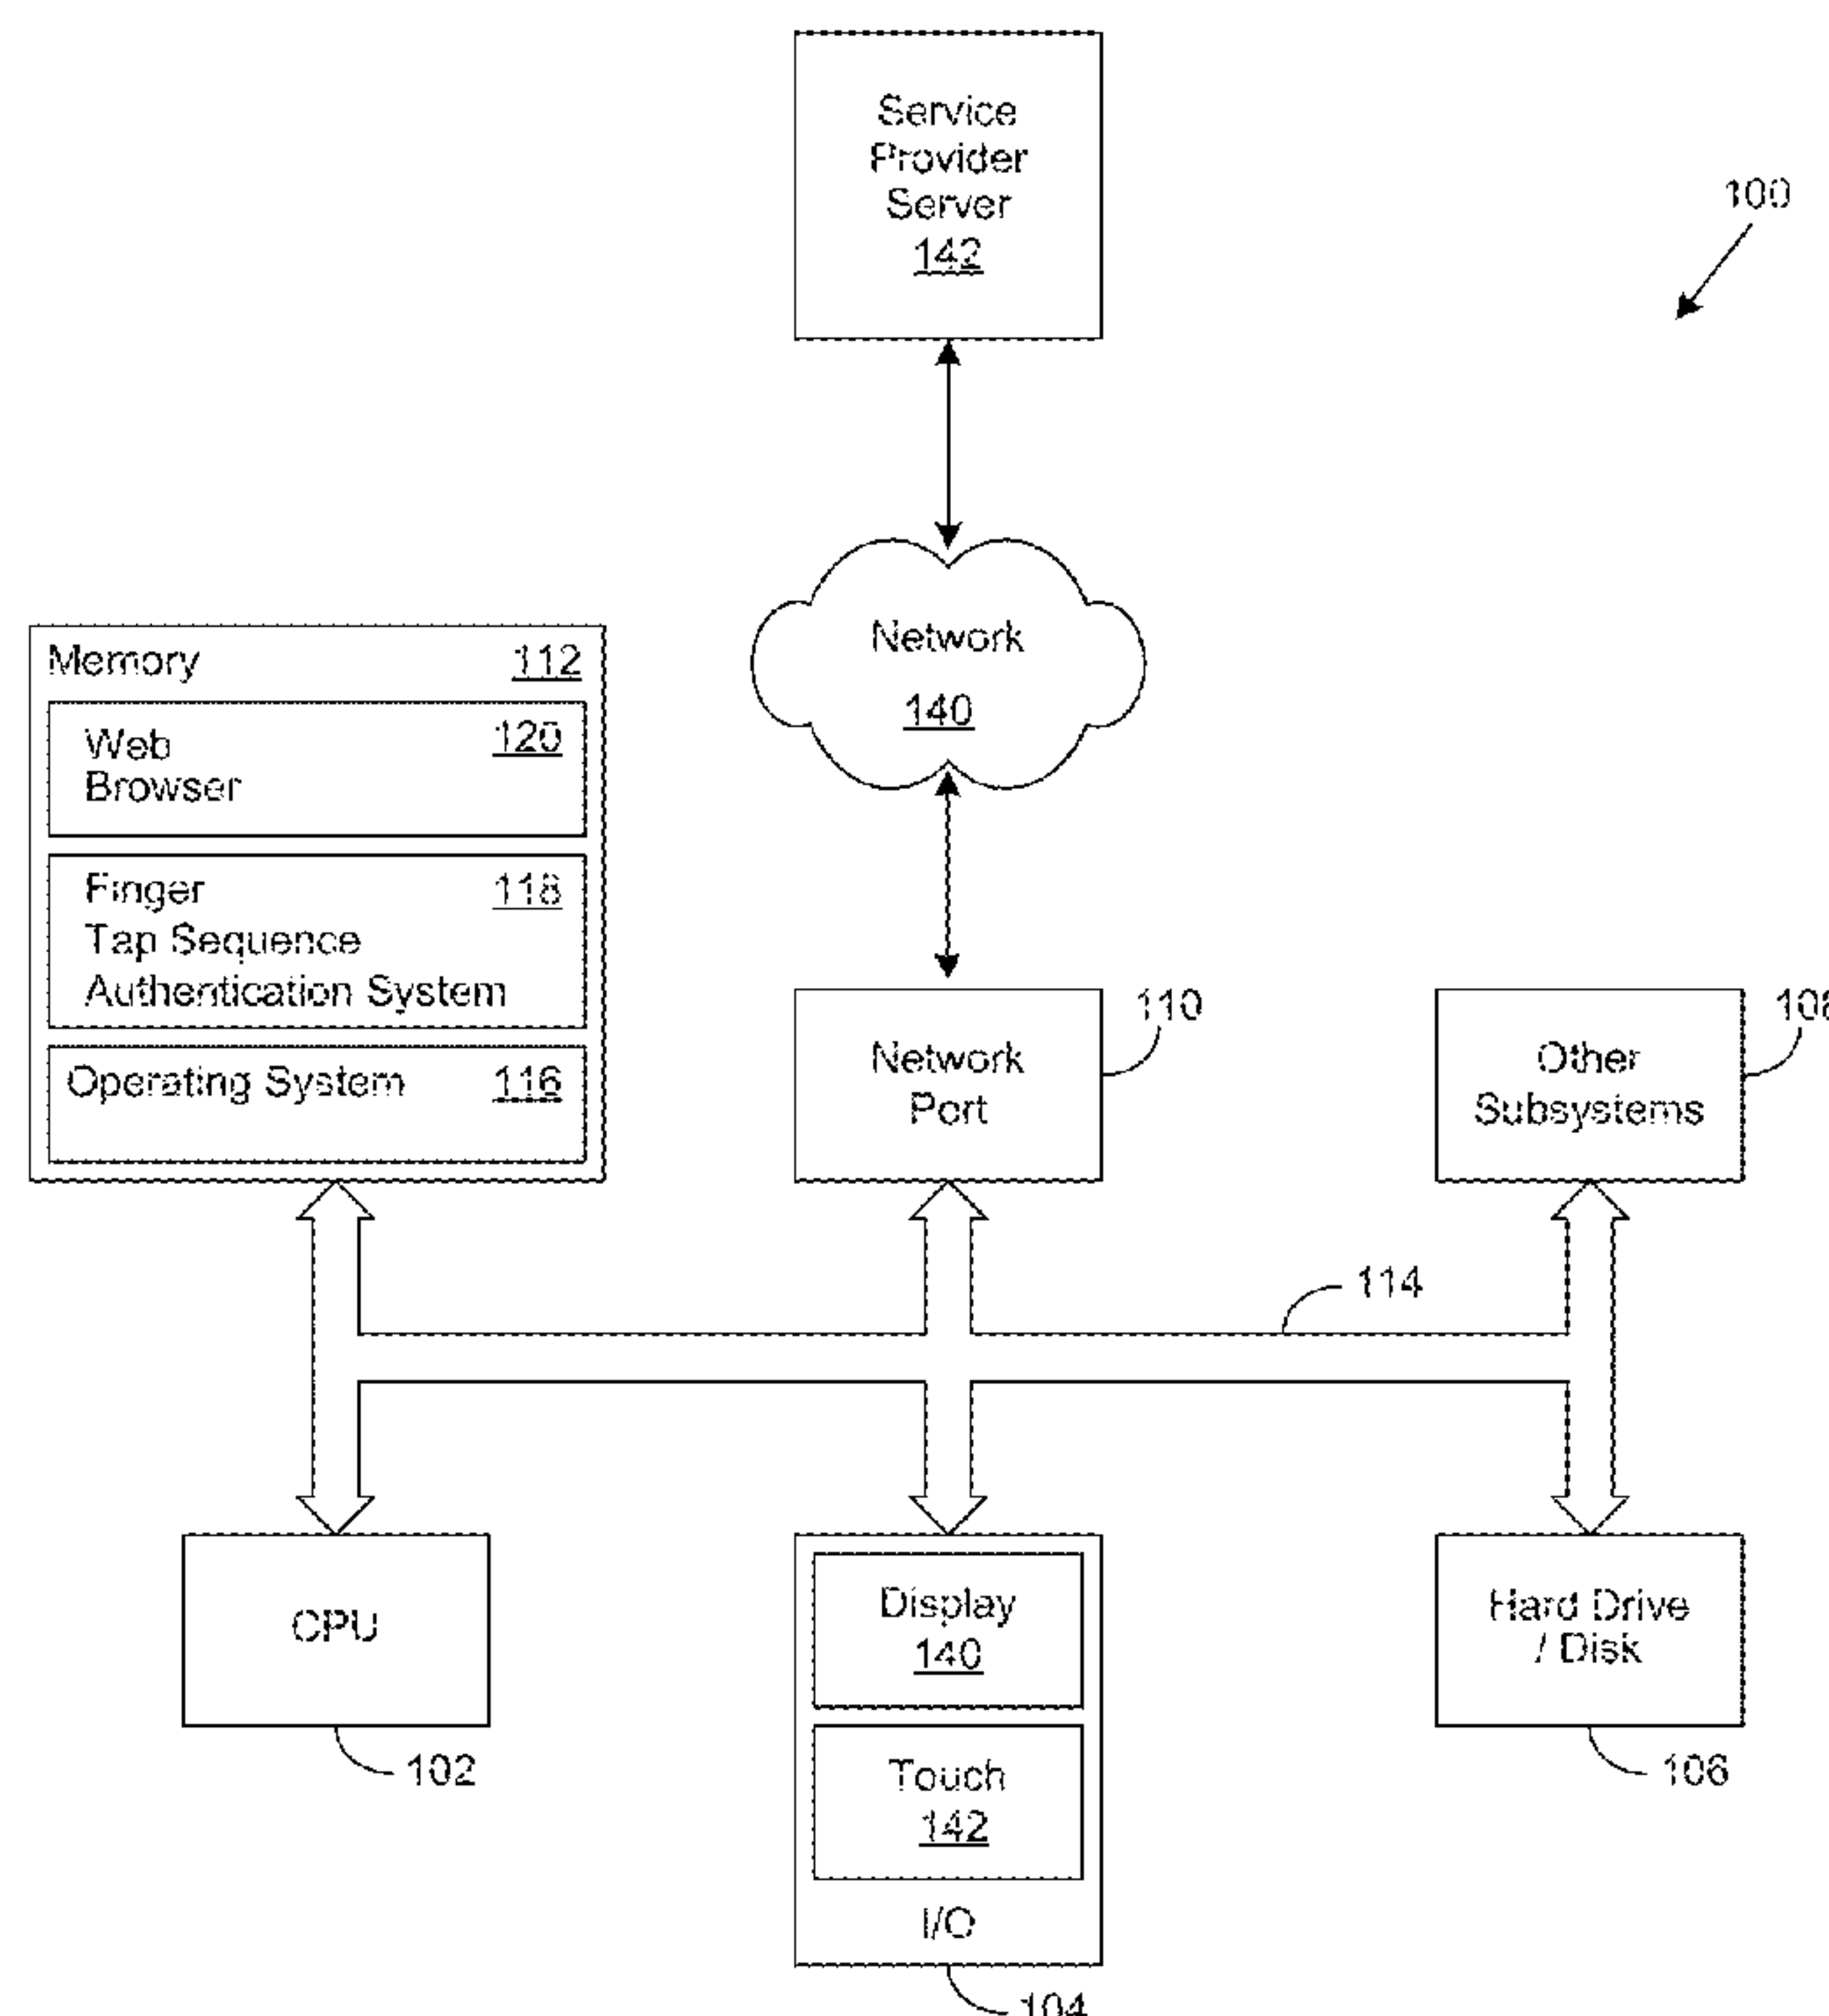 Service
Provider
Server
142
100
Network
140
Memory 112
Web 120
Browser
Finger 118
Tap Sequence
Authentication System
Operating System 116
Network
Port
110
Other
Subsystems
108
114
CPU
102
Display
140
Touch
142
I/O
104
Hard Drive
/ Disk
106